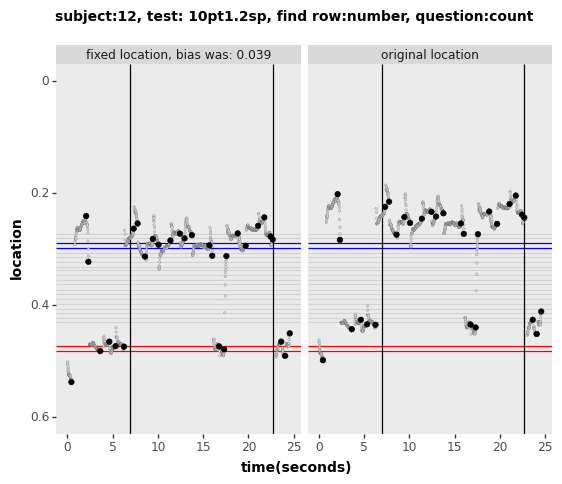 subject:12, test: 10pt1.2sp, find row:number, question:count
fixed location, bias was: 0.039
original location
0
0.2
0.4
0.6
location
0 5 10 15 20 25
0 5 10 15 20 25
time(seconds)